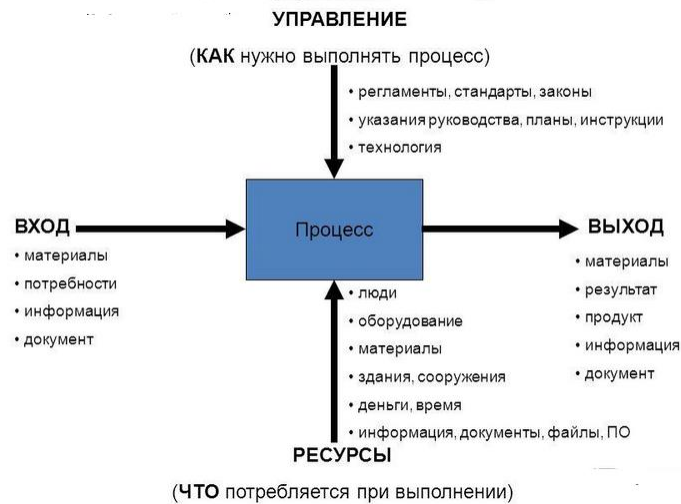 УПРАВЛЕНИЕ
(КАК нужно выполнять процесс)
• регламенты, стандарты, законы
• указания руководства, планы, инструкции
• технология
ВХОД
• материалы
• потребности
• информация
• документ
Процесс
ВЫХОД
• материалы
• результат
• продукт
• информация
• документ
• люди
• оборудование
• материалы
• здания, сооружения
• деньги, время
• информация, документы, файлы, ПО
РЕСУРСЫ
(ЧТО потребляется при выполнении)